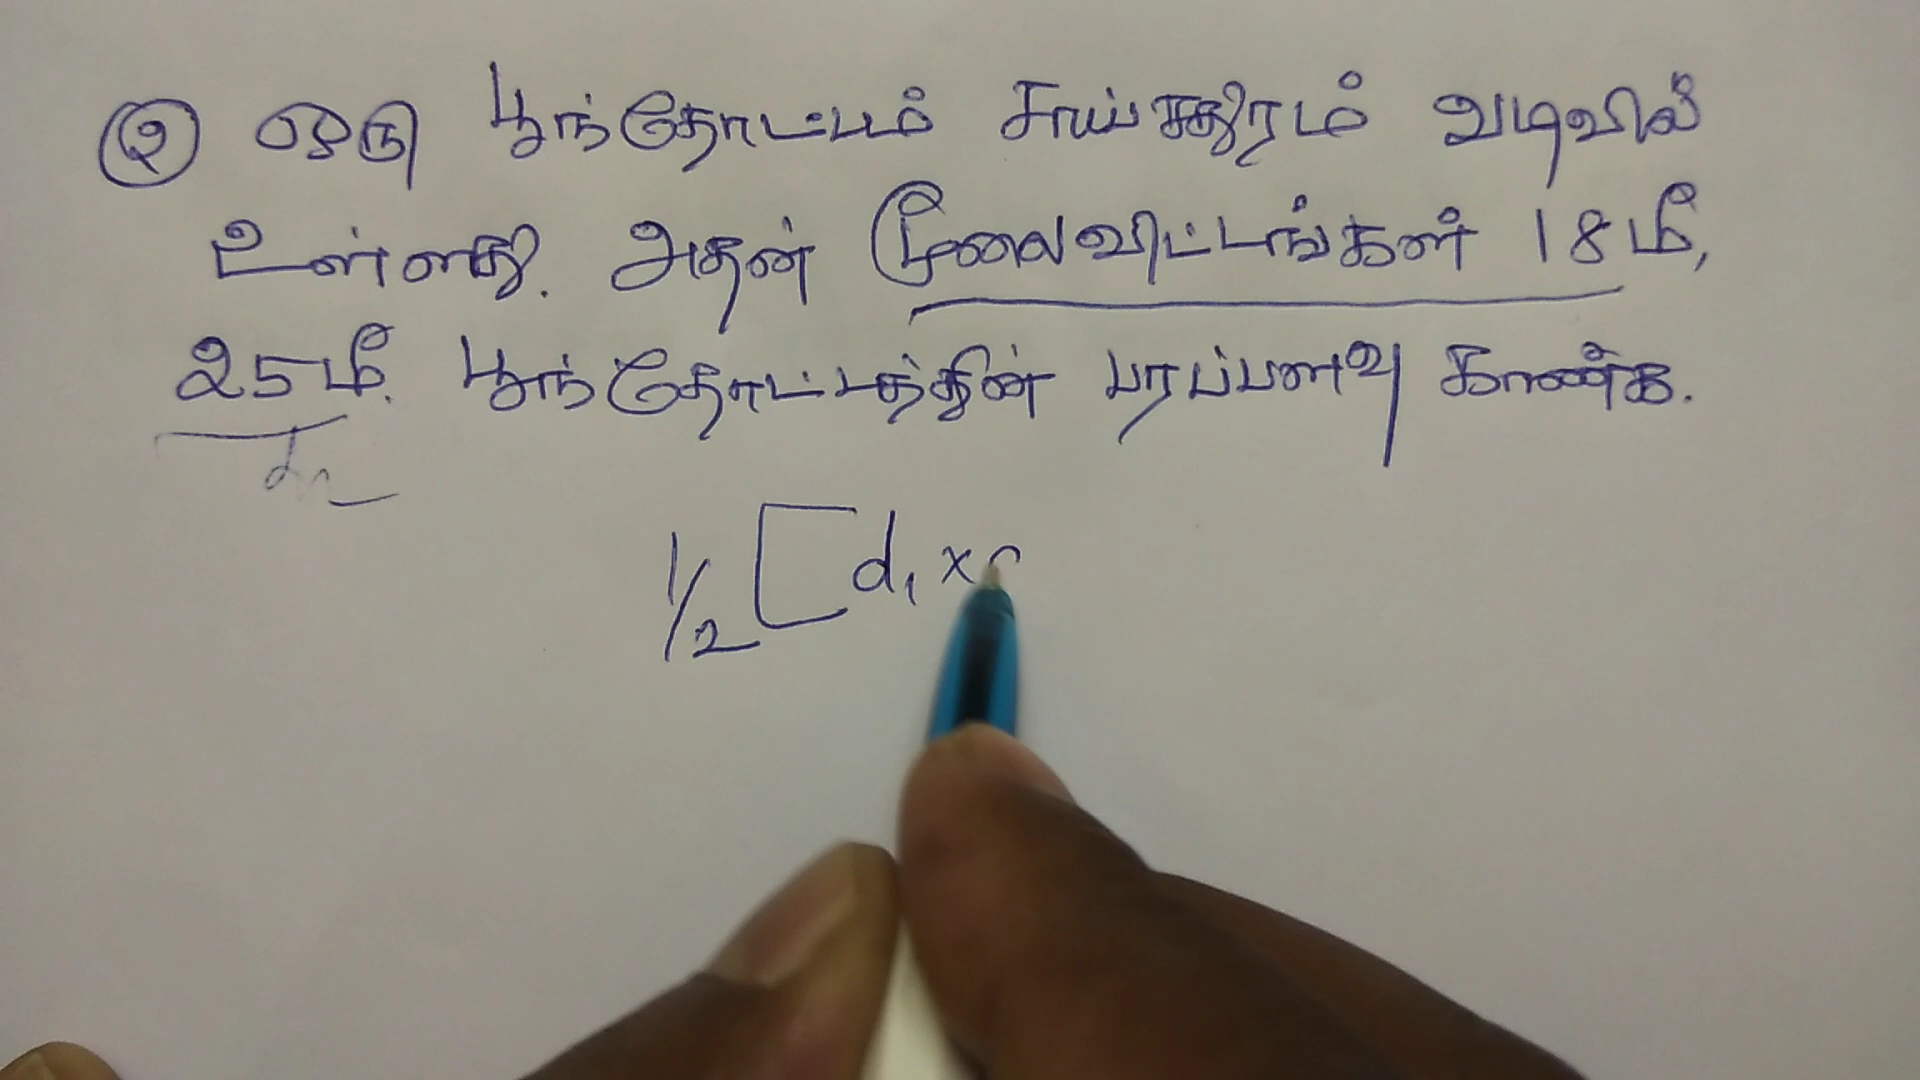 ② ஒரு பூந்தோட்டம் சாய்சதுரம் வடிவில்
உள்ளது. அதன் மூலைவிட்டங்கள் 18மீ,
25மீ. பூந்தோட்டத்தின் பரப்பளவு காண்க.
1/2 [d₁ ×